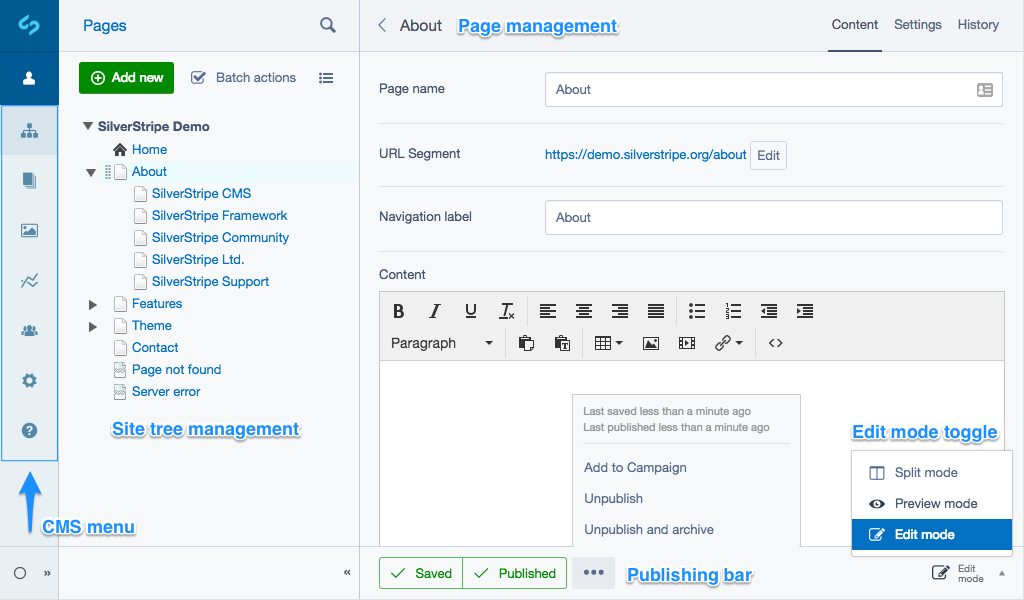 Pages
About
Page management
Content
Settings
History
Add new
Batch actions
SilverStripe Demo
Home
About
SilverStripe CMS
SilverStripe Framework
SilverStripe Community
SilverStripe Ltd.
SilverStripe Support
Features
Theme
Contact
Page not found
Server error
Site tree management
CMS menu
Page name
About
URL Segment
https://demo.silverstripe.org/about
Edit
Navigation label
About
Content
B I U Tx
Paragraph
Last saved less than a minute ago
Last published less than a minute ago
Add to Campaign
Unpublish
Unpublish and archive
Edit mode toggle
Split mode
Preview mode
Edit mode
«
»
Saved
Published
Publishing bar
Edit
mode